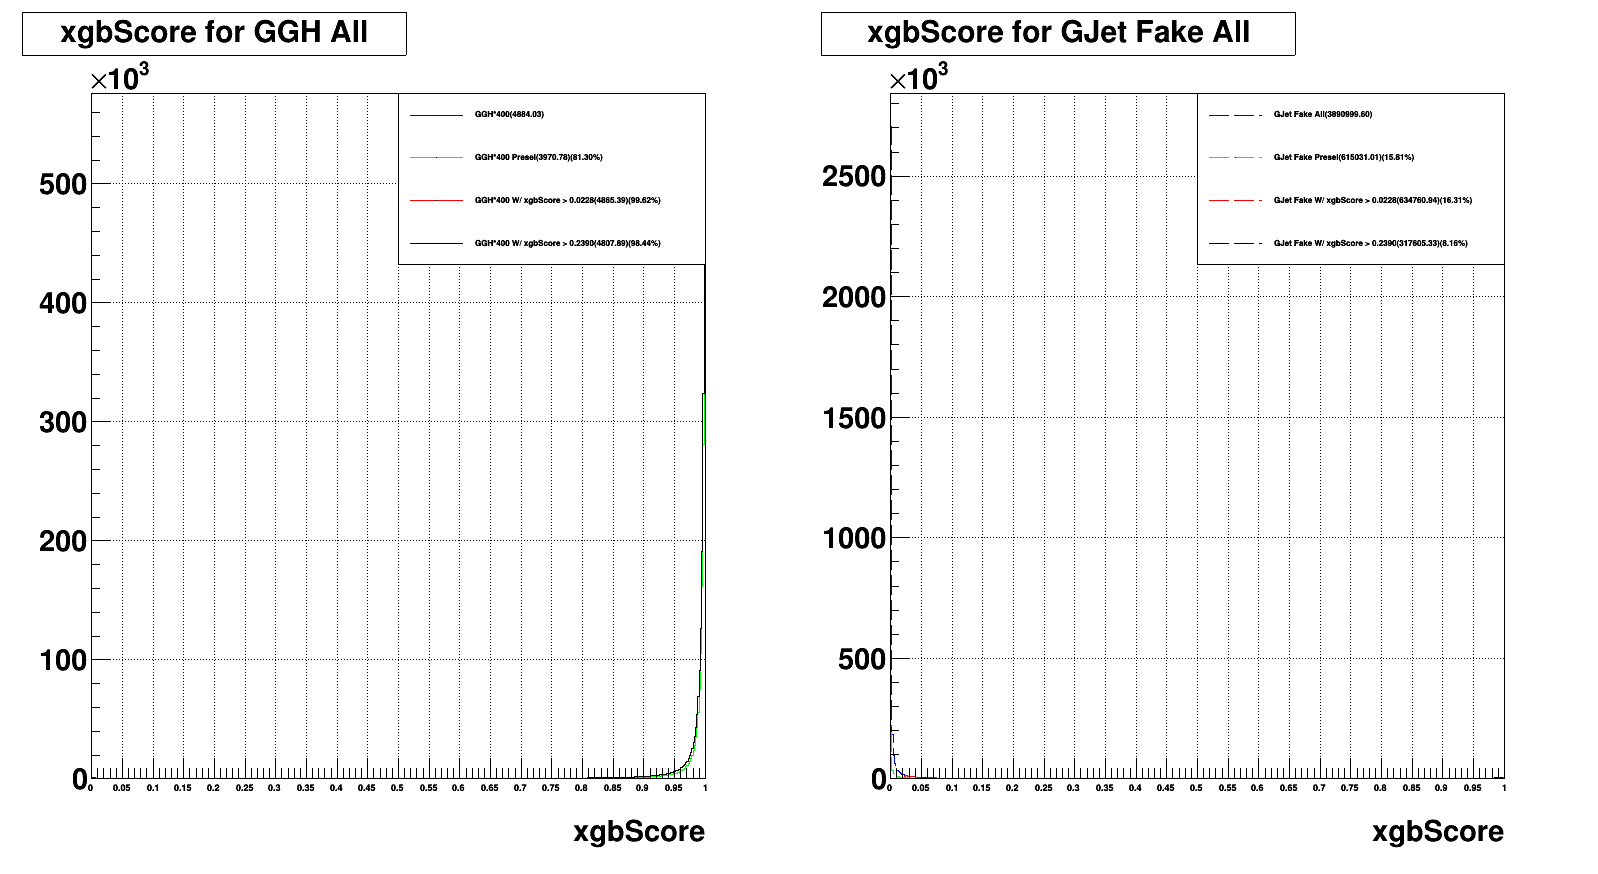 xgbScore for GGH All
×10³
GGH*400(4884.03)
GGH*400 Presel(3970.78)(81.30%)
GGH*400 W/ xgbScore > 0.0228(4865.39)(99.62%)
GGH*400 W/ xgbScore > 0.2390(4807.89)(98.44%)
500
400
300
200
100
0
0 0.05 0.1 0.15 0.2 0.25 0.3 0.35 0.4 0.45 0.5 0.55 0.6 0.65 0.7 0.75 0.8 0.85 0.9 0.95 1
xgbScore
xgbScore for GJet Fake All
×10³
GJet Fake All(3890999.60)
GJet Fake Presel(615031.01)(15.81%)
GJet Fake W/ xgbScore > 0.0228(634760.94)(16.31%)
GJet Fake W/ xgbScore > 0.2390(317605.33)(8.16%)
2500
2000
1500
1000
500
0
0 0.05 0.1 0.15 0.2 0.25 0.3 0.35 0.4 0.45 0.5 0.55 0.6 0.65 0.7 0.75 0.8 0.85 0.9 0.95 1
xgbScore